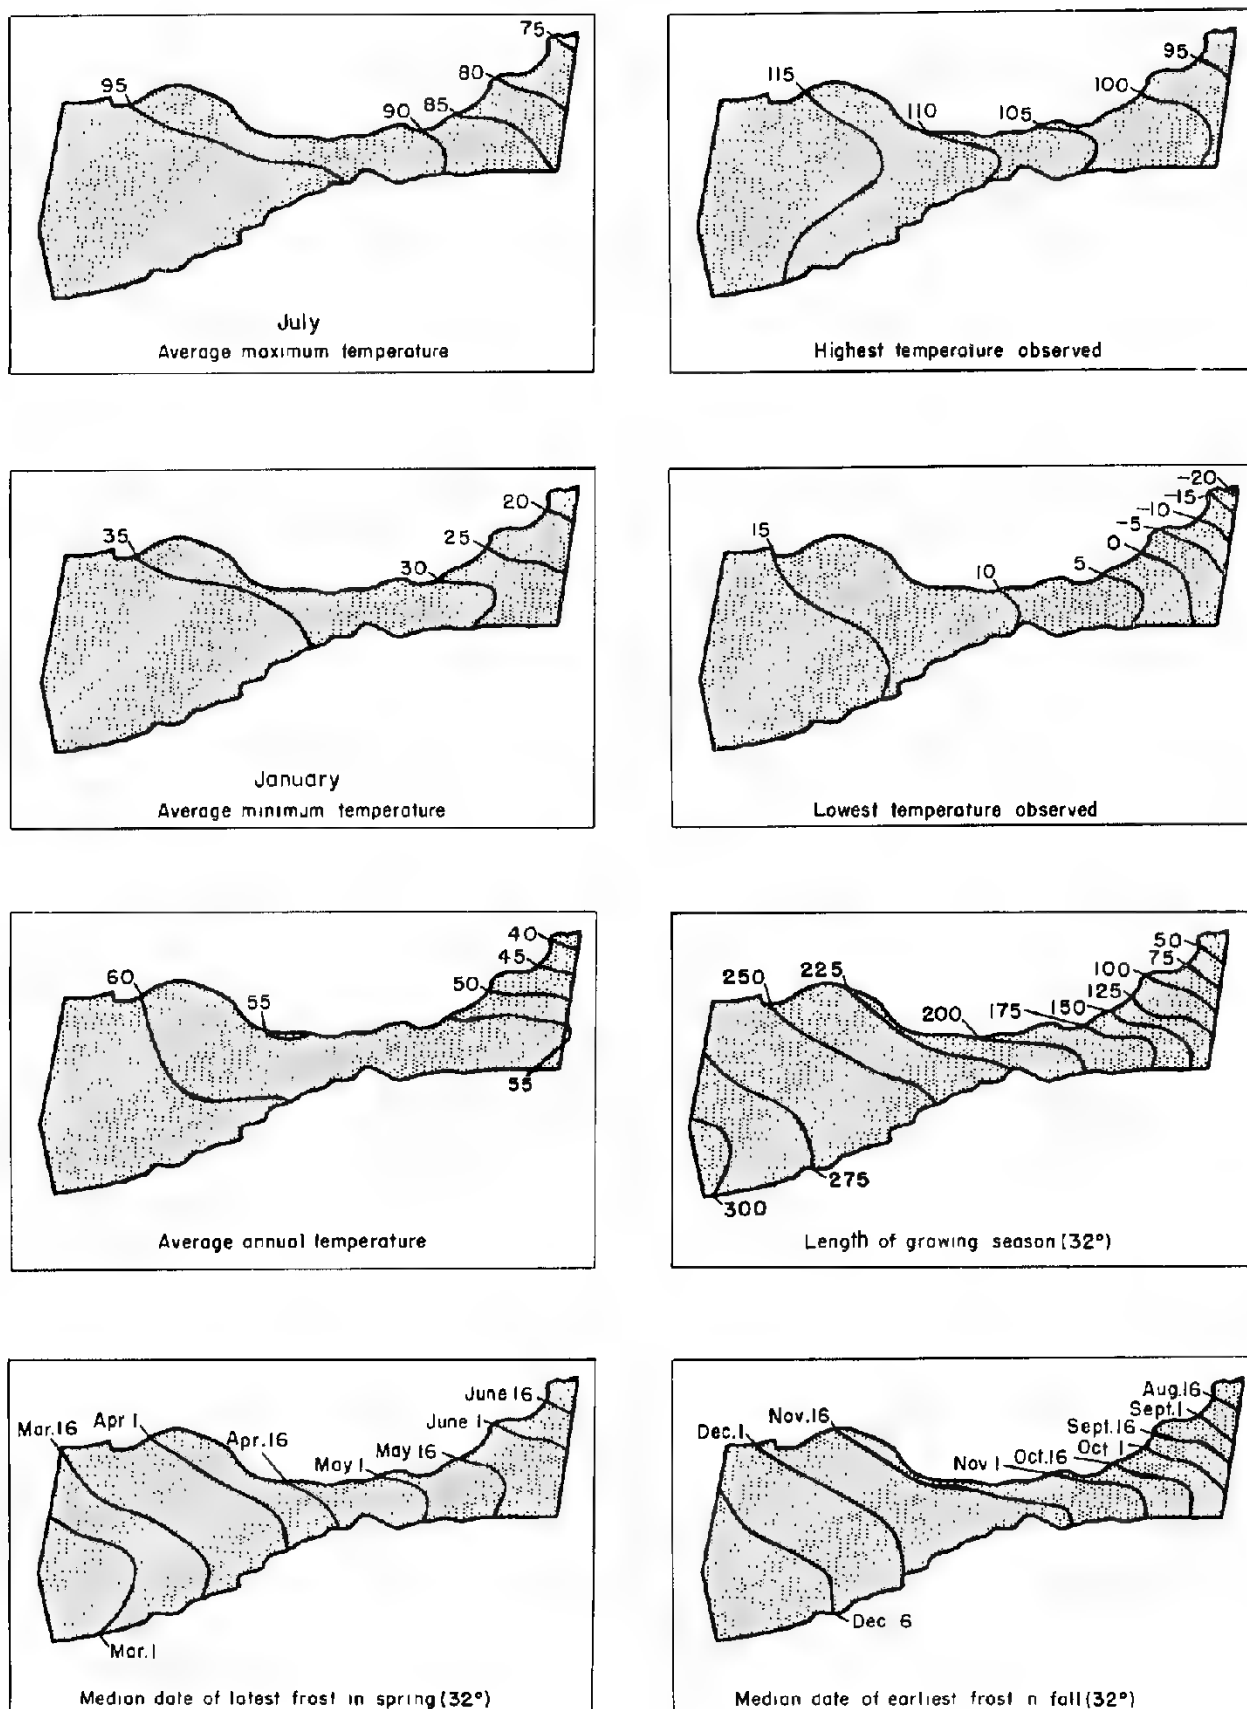 75
80
95
90
85
July
Average maximum temperature
95
115
100
110
105
Highest temperature observed
20
35
25
30
January
Average minimum temperature
-20
-15
-10
-5
15
0
5
10
Lowest temperature observed
40
45
60
50
55
55
Average annual temperature
50
75
250
225
100
125
200
175
150
275
300
Length of growing season (32°)
June 16
Mar. 16
Apr 1
June 1
Apr. 16
May 16
May 1
Mar. 1
Median date of latest frost in spring (32°)
Aug. 16
Sept. 1
Nov. 16
Dec. 1
Sept. 16
Oct 1
Nov 1
Oct. 16
Dec 6
Median date of earliest frost n fall (32°)